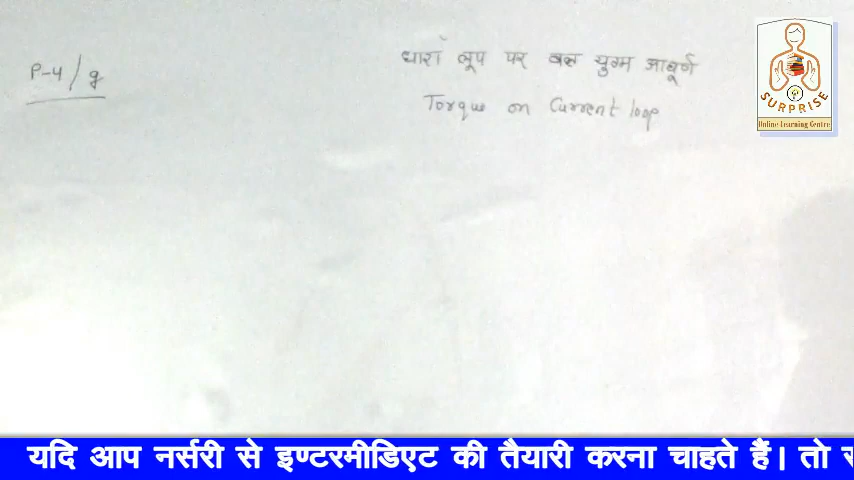 P-4/g
धारा लूप पर बल युग्म आघूर्ण
Torque on Current loop
SURPRISE
Online Learning Centre
यदि आप नर्सरी से इण्टरमीडिएट की तैयारी करना चाहते हैं। तो